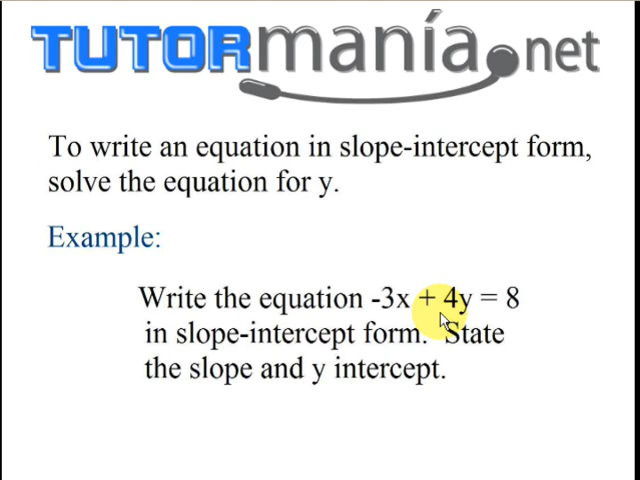 TUTORmanía.net
To write an equation in slope-intercept form,
solve the equation for y.
Example:
Write the equation -3x + 4y = 8
in slope-intercept form. State
the slope and y intercept.